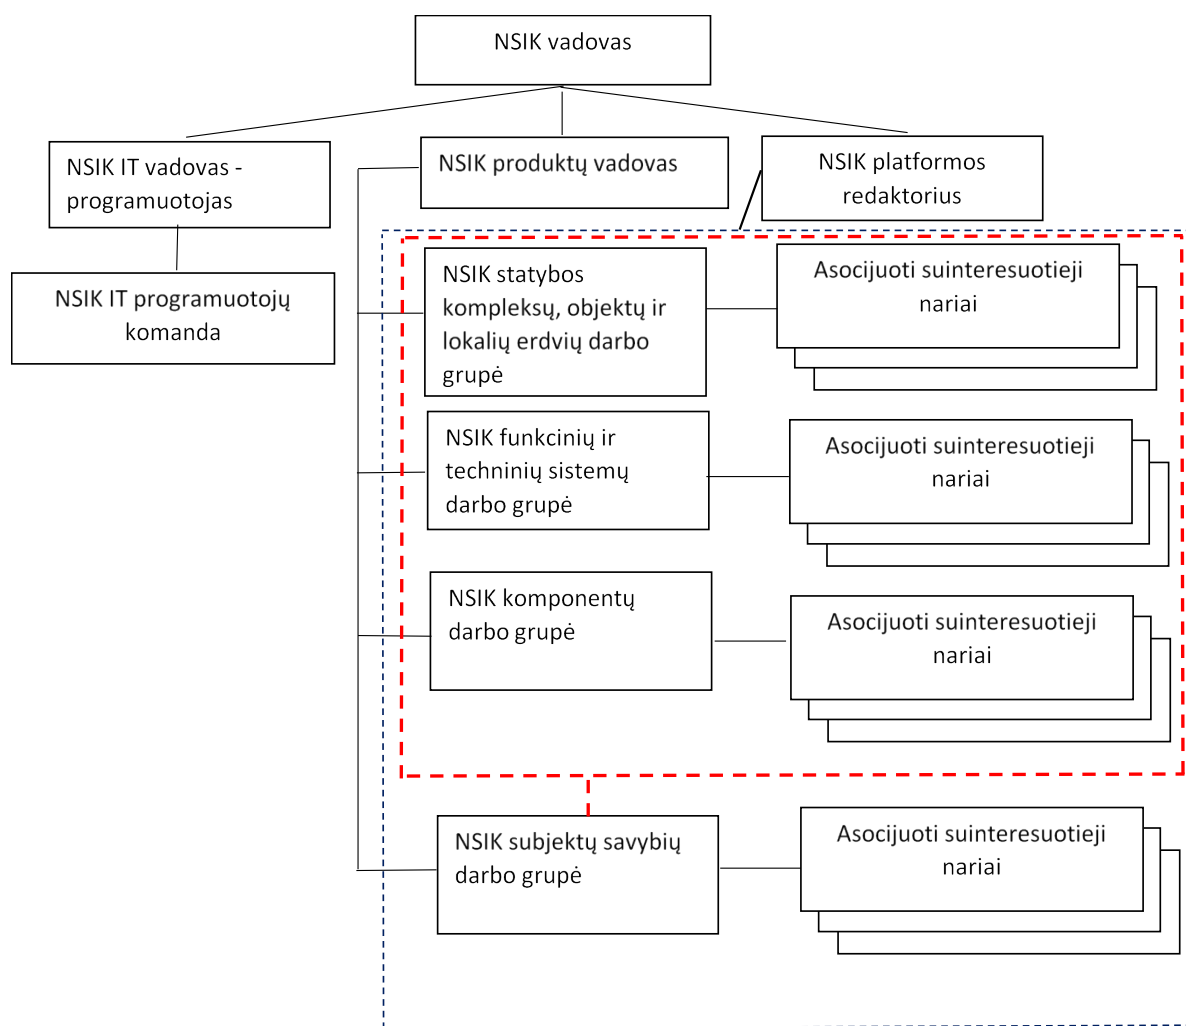 NSIK vadovas
NSIK IT vadovas -
programuotojas
NSIK produktų vadovas
NSIK platformos
redaktorius
NSIK IT programuotojų
komanda
NSIK statybos
kompleksų, objektų ir
lokalių erdvių darbo
grupė
Asocijuoti suinteresuotieji
nariai
NSIK funkcinių ir
techninių sistemų
darbo grupė
Asocijuoti suinteresuotieji
nariai
NSIK komponentų
darbo grupė
Asocijuoti suinteresuotieji
nariai
NSIK subjektų savybių
darbo grupė
Asocijuoti suinteresuotieji
nariai